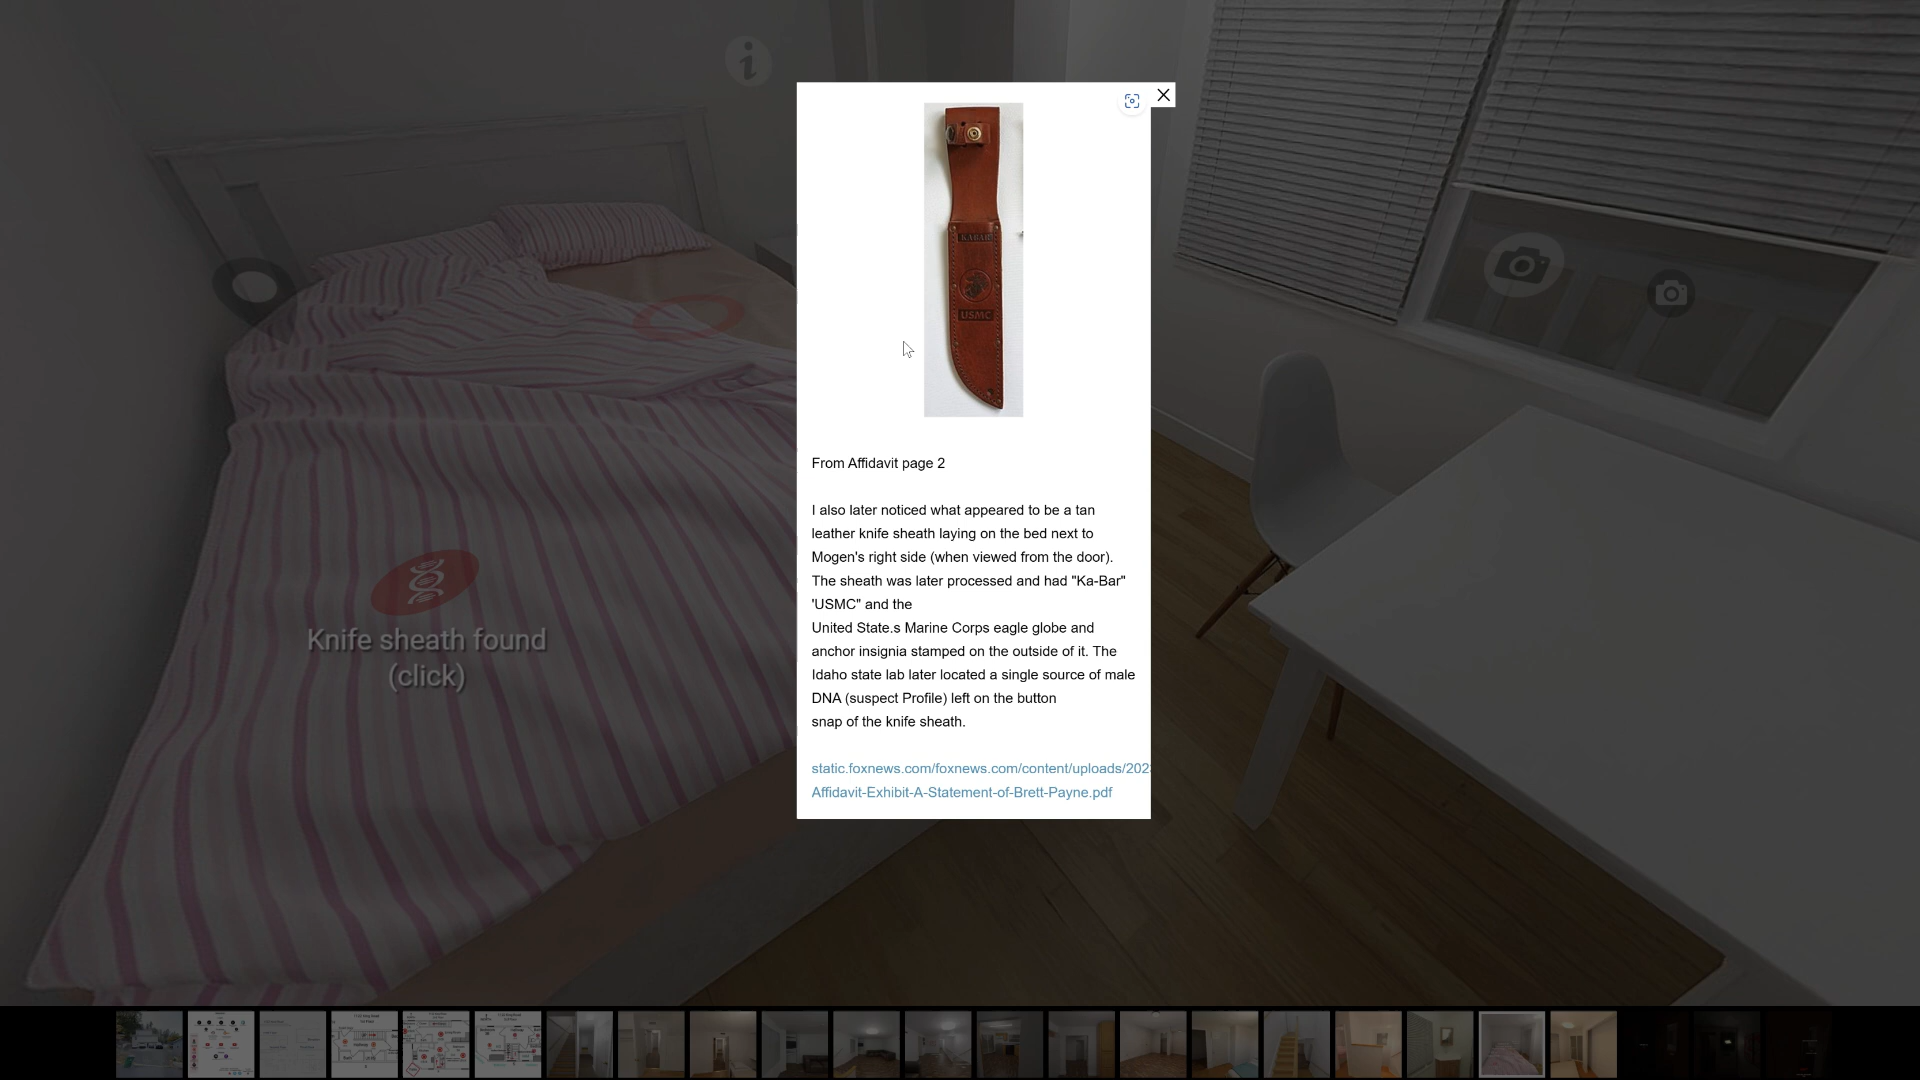 KA-BAR
USMC
From Affidavit page 2
I also later noticed what appeared to be a tan
leather knife sheath laying on the bed next to
Mogen's right side (when viewed from the door).
The sheath was later processed and had "Ka-Bar"
'USMC" and the
United State.s Marine Corps eagle globe and
anchor insignia stamped on the outside of it. The
Idaho state lab later located a single source of male
DNA (suspect Profile) left on the button
snap of the knife sheath.
static.foxnews.com/foxnews.com/content/uploads/202
Affidavit-Exhibit-A-Statement-of-Brett-Payne.pdf
Knife sheath found
(click)